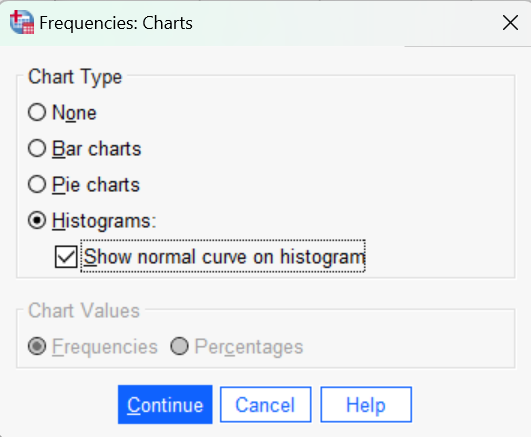 Frequencies: Charts
Chart Type
None
Bar charts
Pie charts
Histograms:
Show normal curve on histogram
Chart Values
Frequencies Percentages
Continue Cancel Help